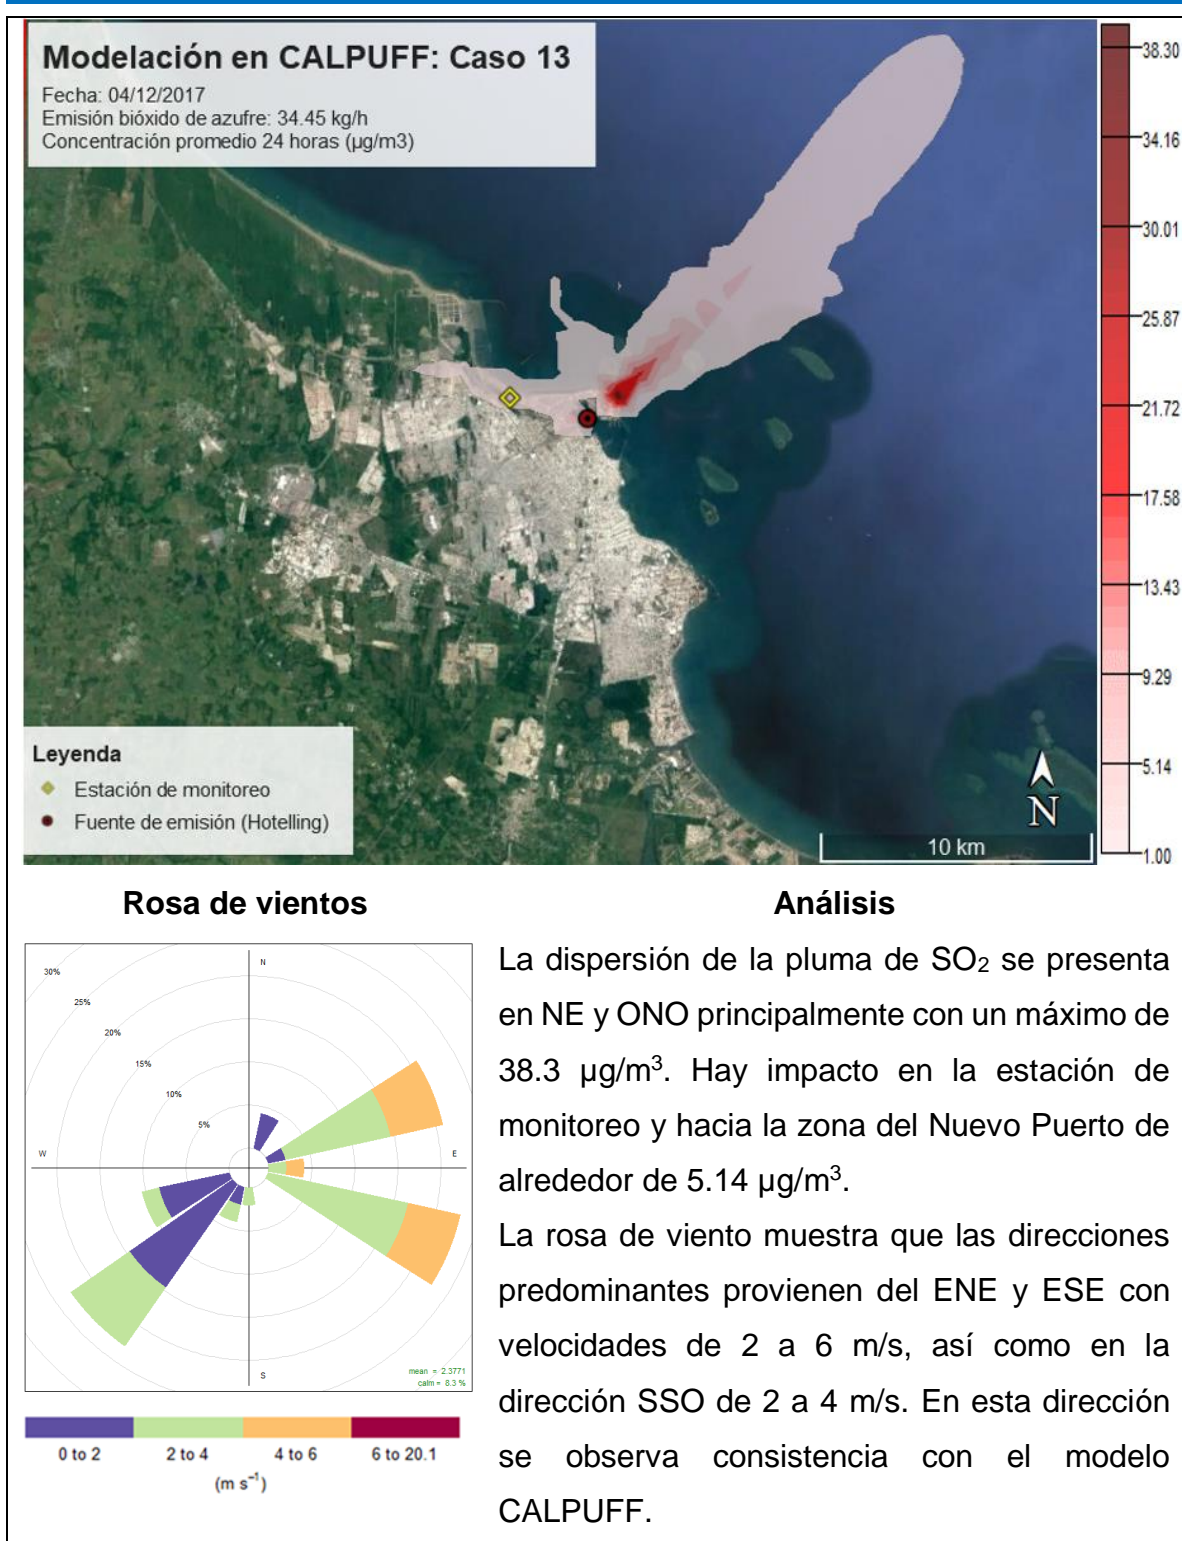 Modelación en CALPUFF: Caso 13
Fecha: 04/12/2017
Emisión bióxido de azufre: 34.45 kg/h
Concentración promedio 24 horas (µg/m3)
38.30
34.16
30.01
25.87
21.72
17.58
13.43
9.29
5.14
1.00
Leyenda
Estación de monitoreo
Fuente de emisión (Hotelling)
N
10 km
Rosa de vientos
30%
25%
20%
15%
10%
5%
N
W
E
S
mean = 2.3771
calm = 8.3 %
0 to 2
2 to 4
4 to 6
6 to 20.1
(m s⁻¹)
Análisis
La dispersión de la pluma de SO₂ se presenta
en NE y ONO principalmente con un máximo de
38.3 µg/m³. Hay impacto en la estación de
monitoreo y hacia la zona del Nuevo Puerto de
alrededor de 5.14 µg/m³.
La rosa de viento muestra que las direcciones
predominantes provienen del ENE y ESE con
velocidades de 2 a 6 m/s, así como en la
dirección SSO de 2 a 4 m/s. En esta dirección
se observa consistencia con el modelo
CALPUFF.